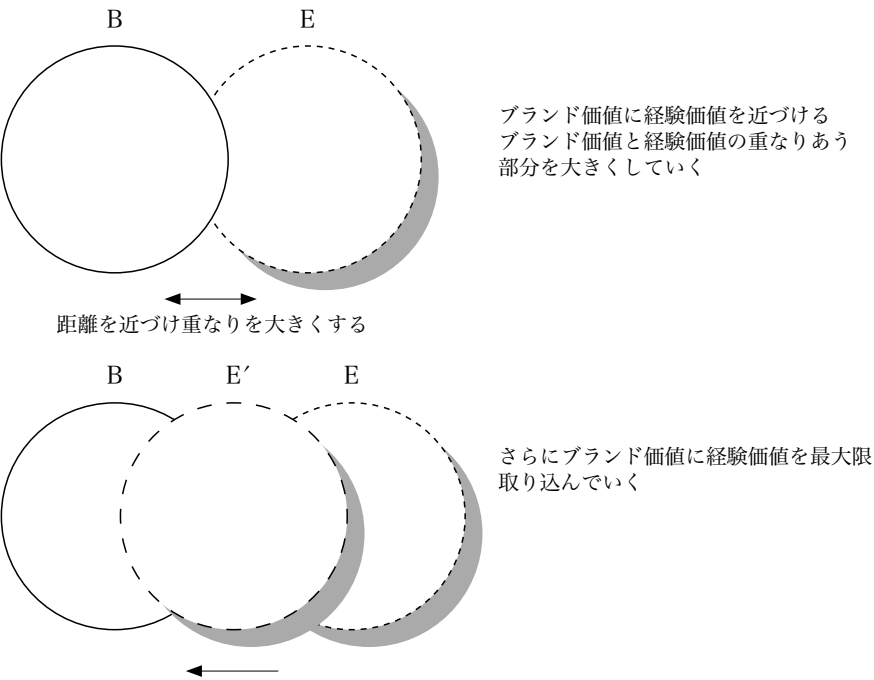 B
E
ブランド価値に経験価値を近づける
ブランド価値と経験価値の重なりあう
部分を大きくしていく
距離を近づけ重なりを大きくする
B
E′
E
さらにブランド価値に経験価値を最大限
取り込んでいく